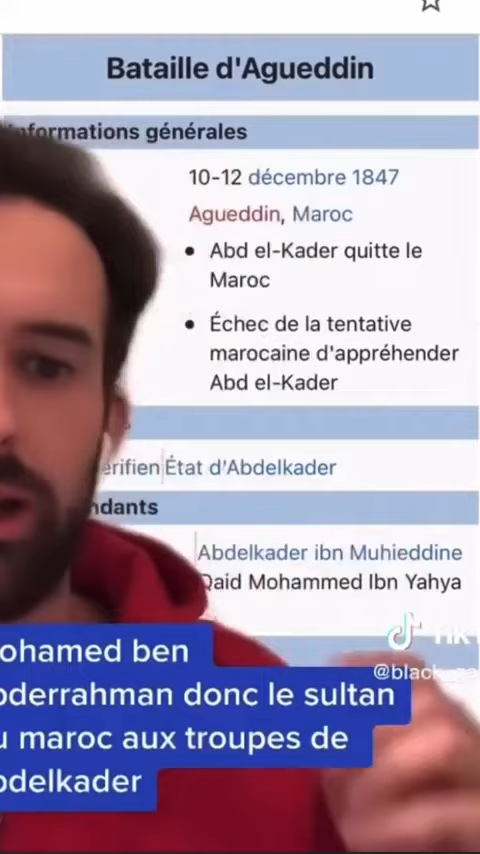 Bataille d'Agueddin
nformations générales
10-12 décembre 1847
Agueddin, Maroc
• Abd el-Kader quitte le
Maroc
• Échec de la tentative
marocaine d'appréhender
Abd el-Kader
érifien État d'Abdelkader
ndants
Abdelkader ibn Muhieddine
Qaid Mohammed Ibn Yahya
ohamed ben
bderrahman donc le sultan
u maroc aux troupes de
bdelkader
@black